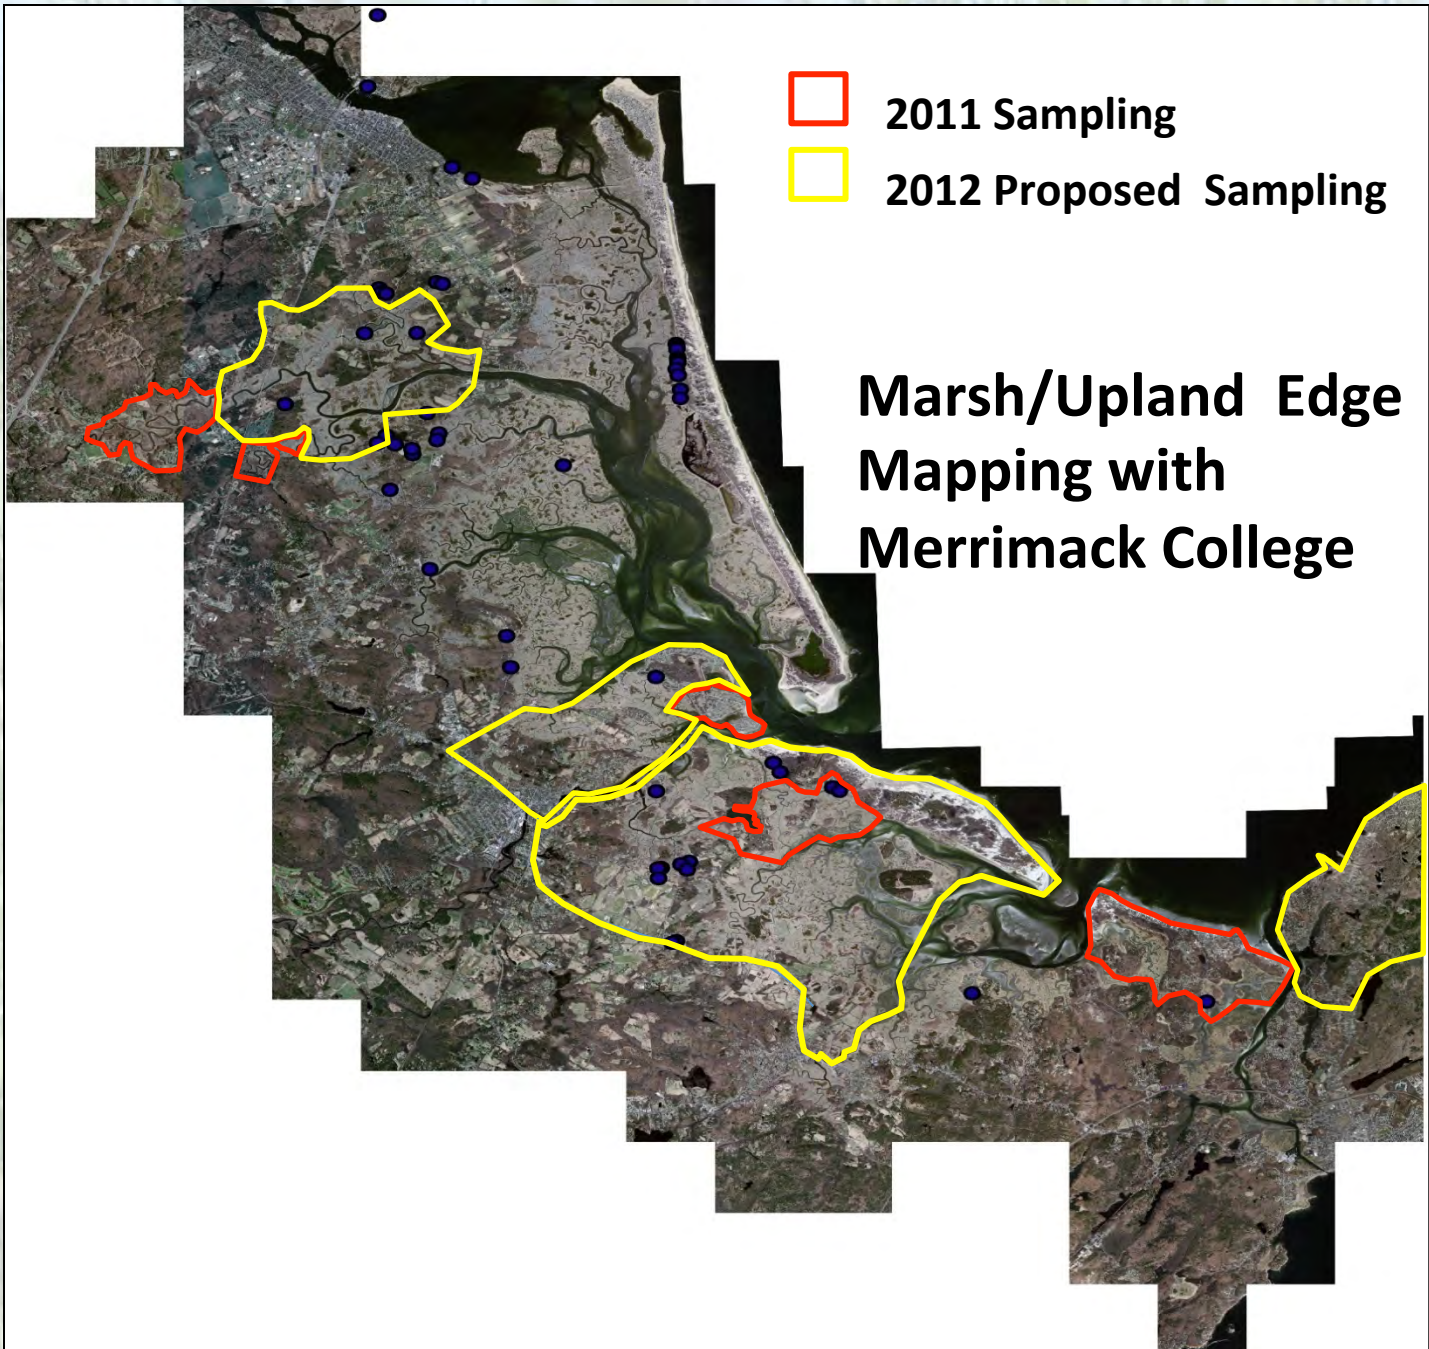 2011 Sampling
2012 Proposed Sampling
Marsh/Upland Edge
Mapping with
Merrimack College